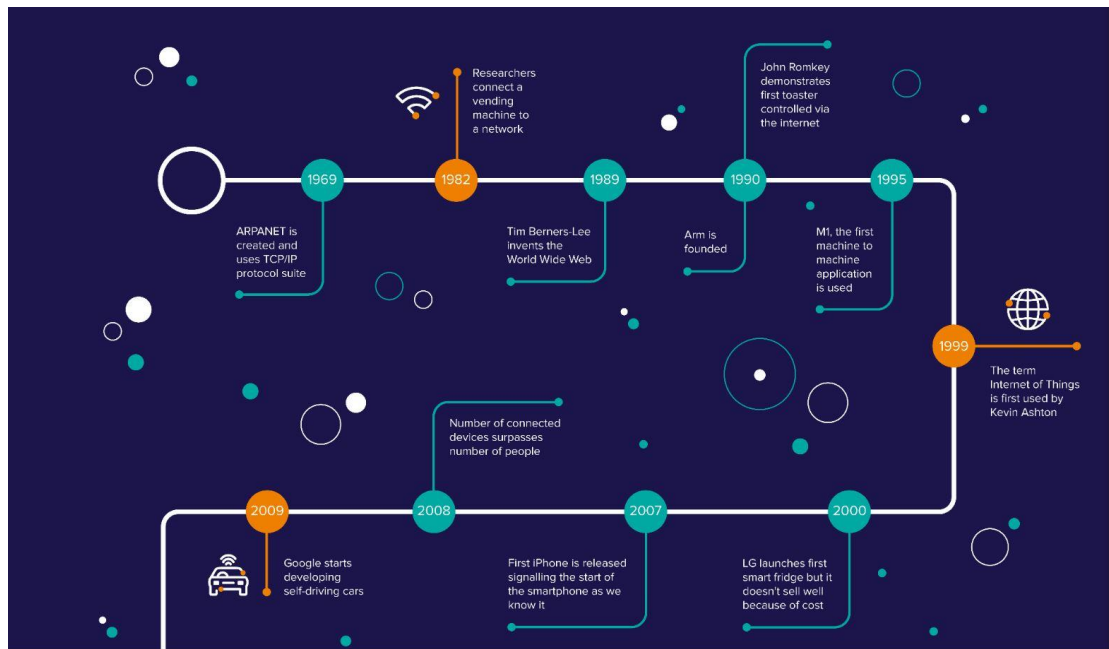 1969
ARPANET is
created and
uses TCP/IP
protocol suite
Researchers
connect a
vending
machine to
a network
1982
1989
Tim Berners-Lee
invents the
World Wide Web
John Romkey
demonstrates
first toaster
controlled via
the internet
1990
Arm is
founded
1995
M1, the first
machine to
machine
application
is used
1999
The term
Internet of Things
is first used by
Kevin Ashton
2000
LG launches first
smart fridge but it
doesn't sell well
because of cost
2007
First iPhone is released
signalling the start of
the smartphone as we
know it
Number of connected
devices surpasses
number of people
2008
2009
Google starts
developing
self-driving cars